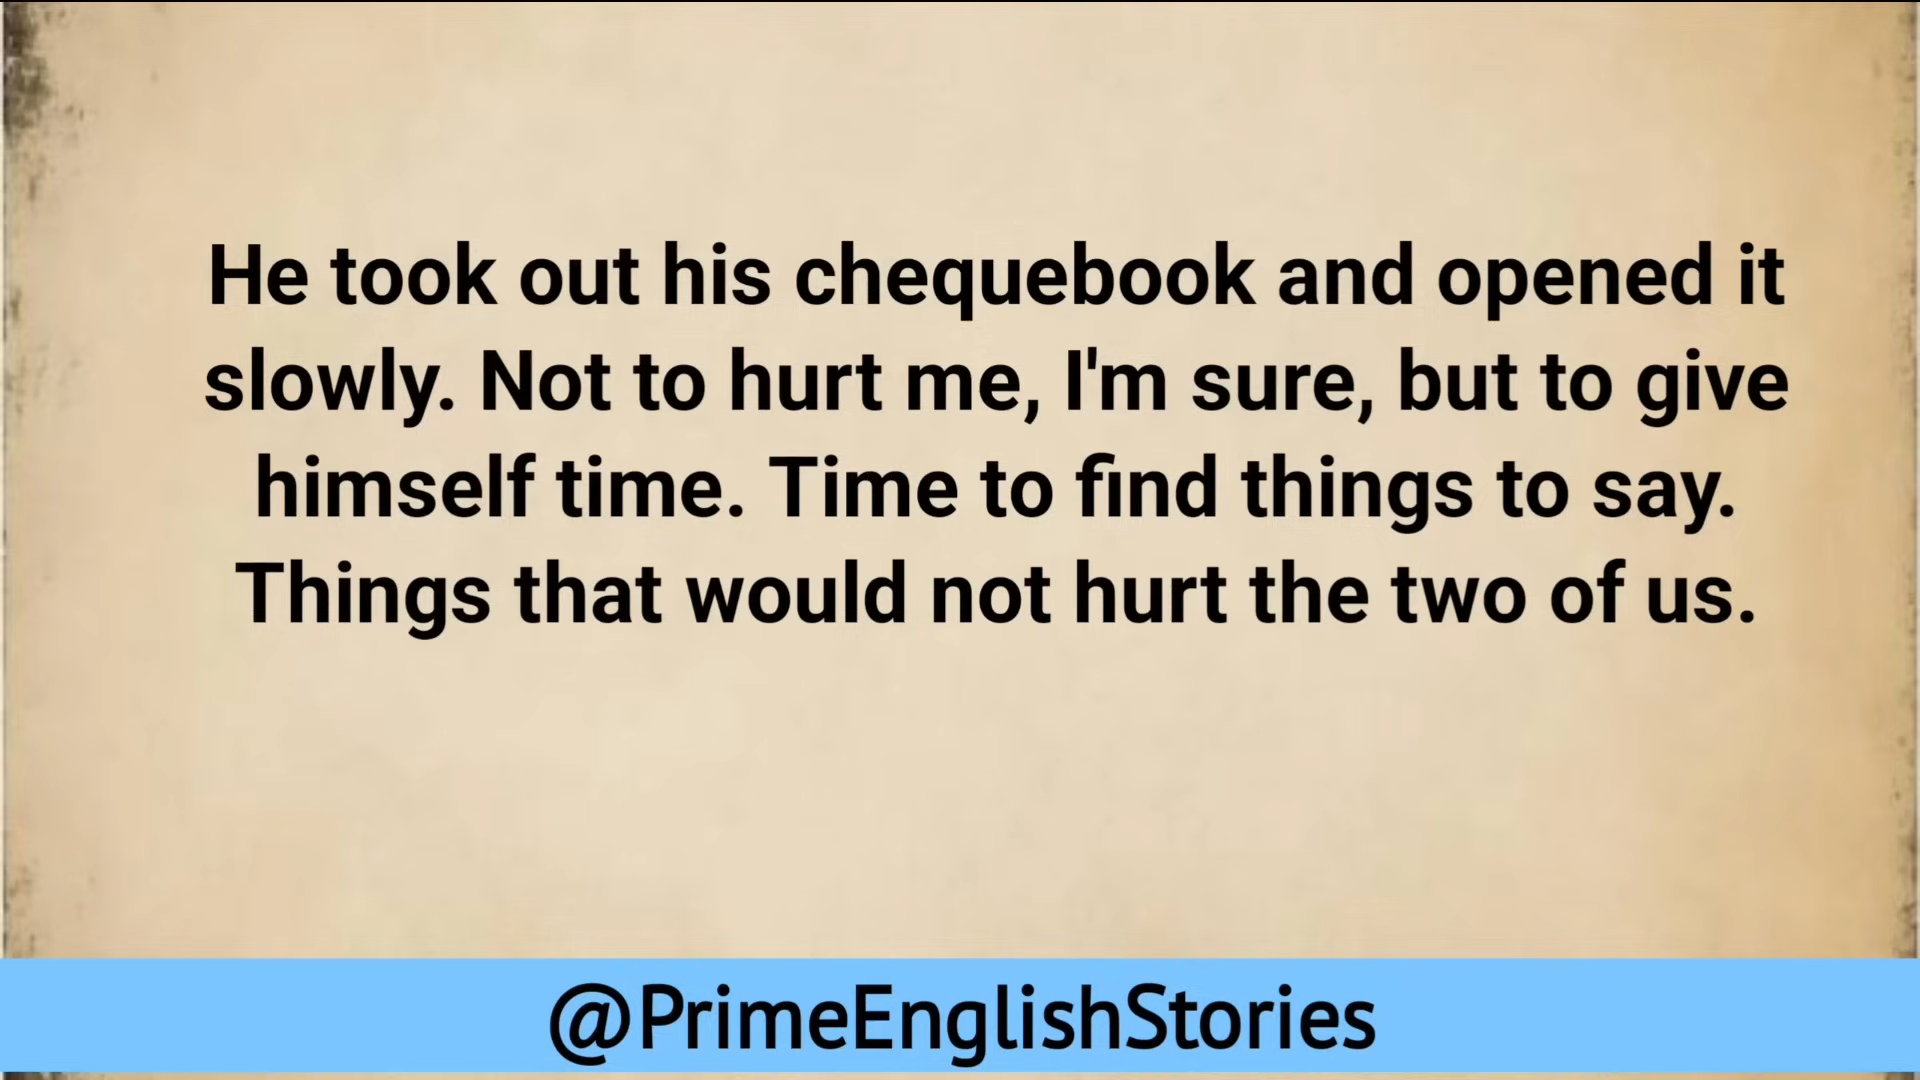 He took out his chequebook and opened it
slowly. Not to hurt me, I'm sure, but to give
himself time. Time to find things to say.
Things that would not hurt the two of us.
@PrimeEnglishStories